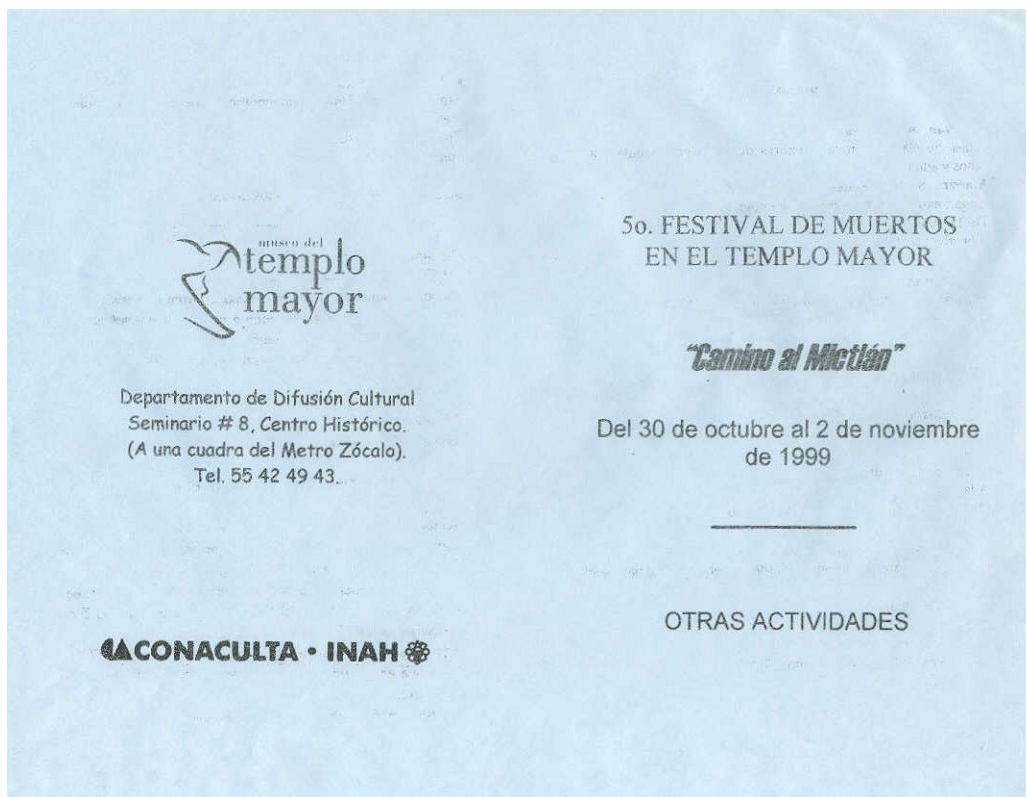 museo del
templo
mayor
Departamento de Difusión Cultural
Seminario # 8, Centro Histórico.
(A una cuadra del Metro Zócalo).
Tel. 55 42 49 43.
CONACULTA • INAH
5o. FESTIVAL DE MUERTOS
EN EL TEMPLO MAYOR
"Camino al Mictlán"
Del 30 de octubre al 2 de noviembre
de 1999
OTRAS ACTIVIDADES